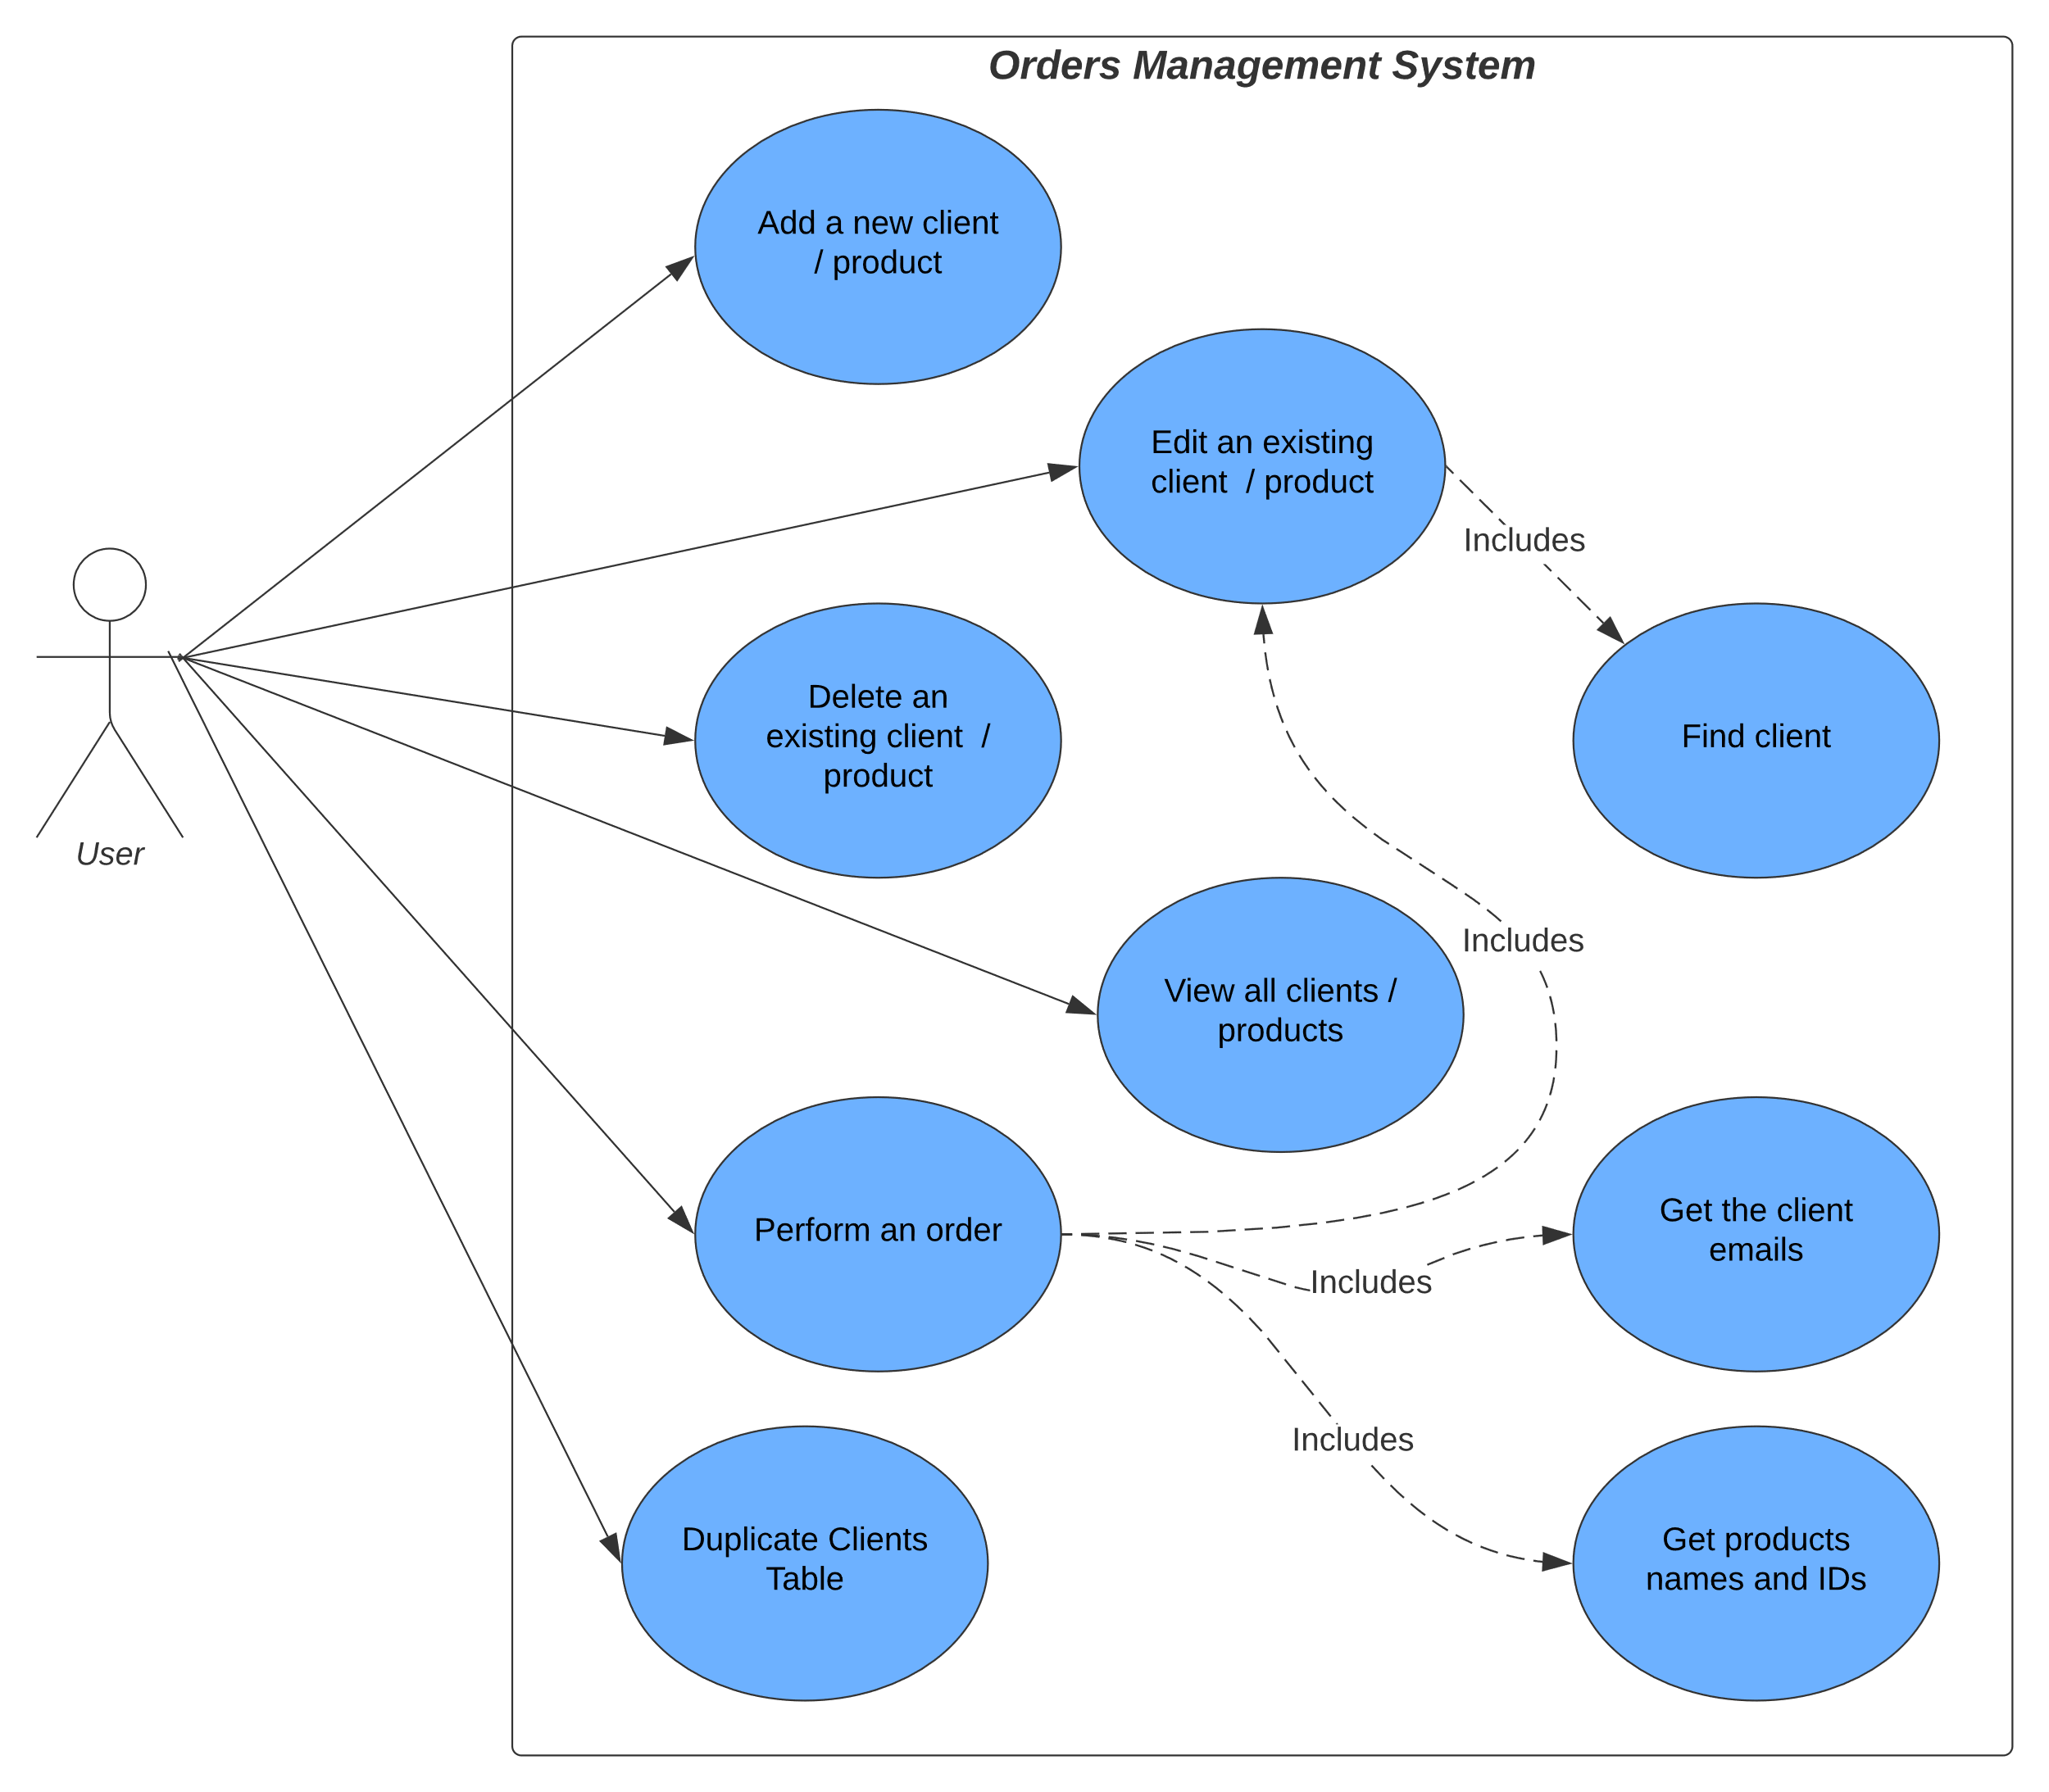 Orders Management System
Add a new client
/ product
Edit an existing
client  / product
Includes
Delete an
existing client  /
product
Find client
User
Includes
View all clients /
products
Perform an order
Get the client
emails
Includes
Includes
Duplicate Clients
Table
Get products
names and IDs